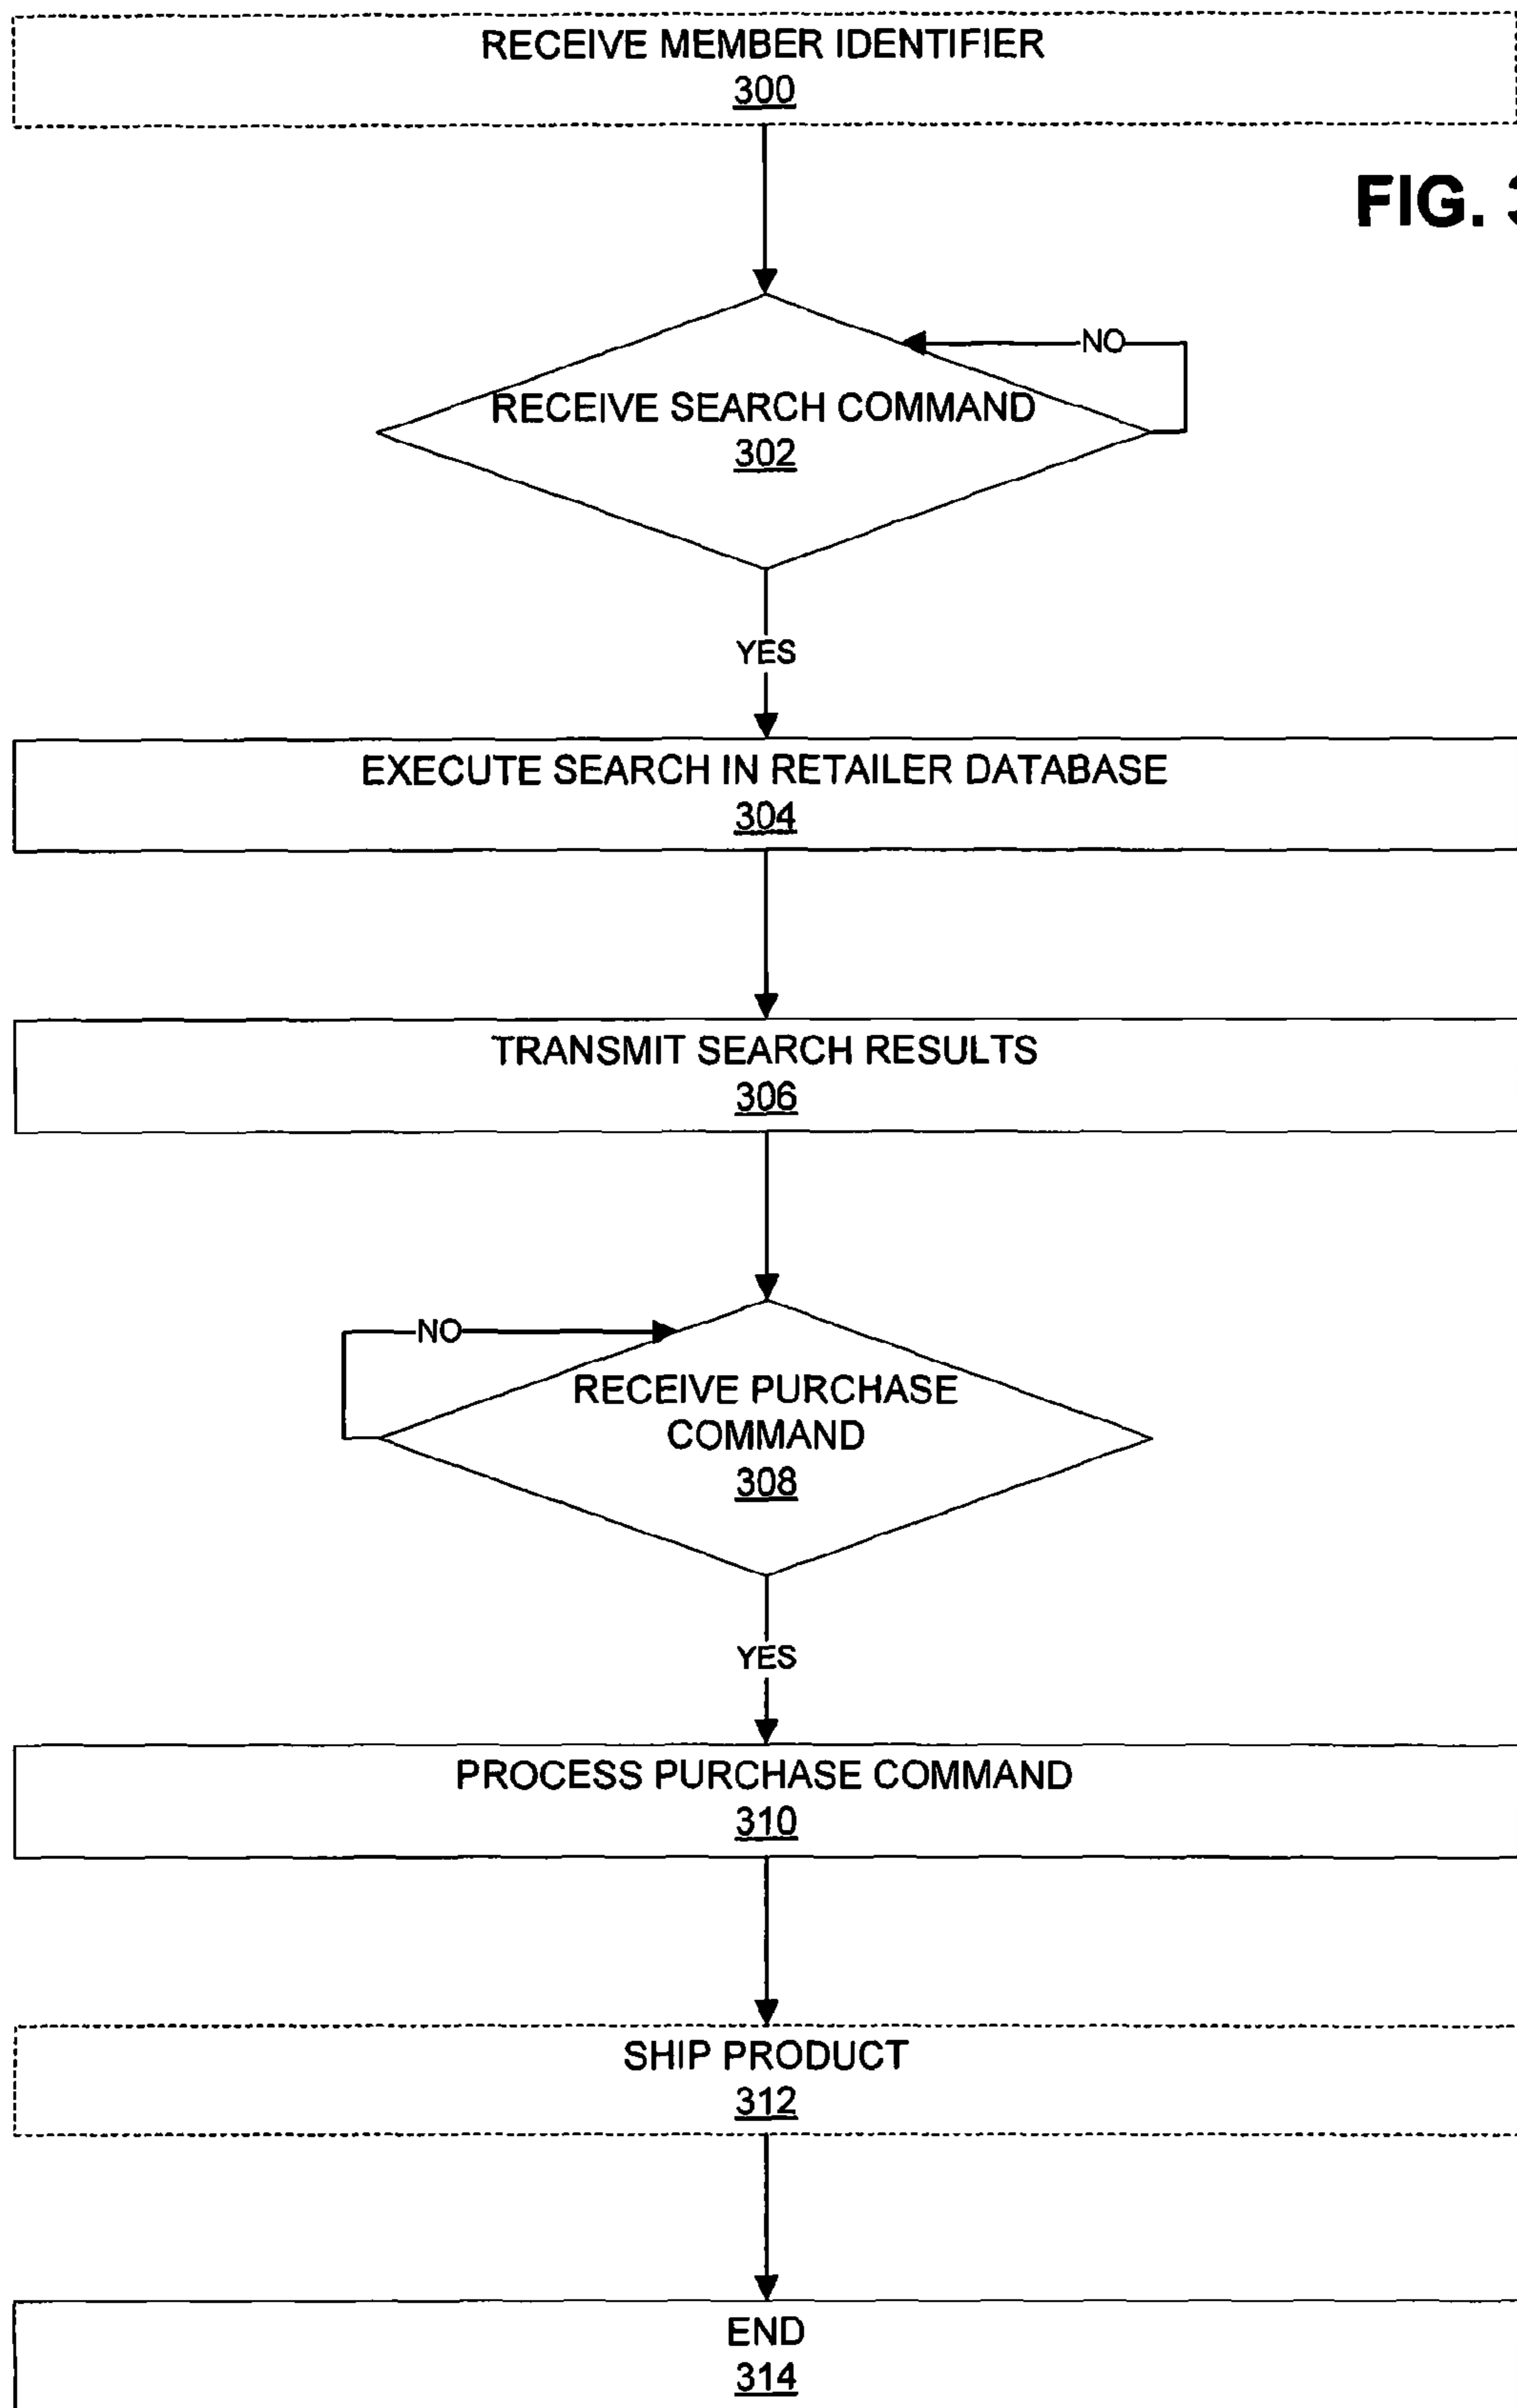 RECEIVE MEMBER IDENTIFIER
300
FIG. 3
NO
RECEIVE SEARCH COMMAND
302
YES
EXECUTE SEARCH IN RETAILER DATABASE
304
TRANSMIT SEARCH RESULTS
306
NO
RECEIVE PURCHASE
COMMAND
308
YES
PROCESS PURCHASE COMMAND
310
SHIP PRODUCT
312
END
314